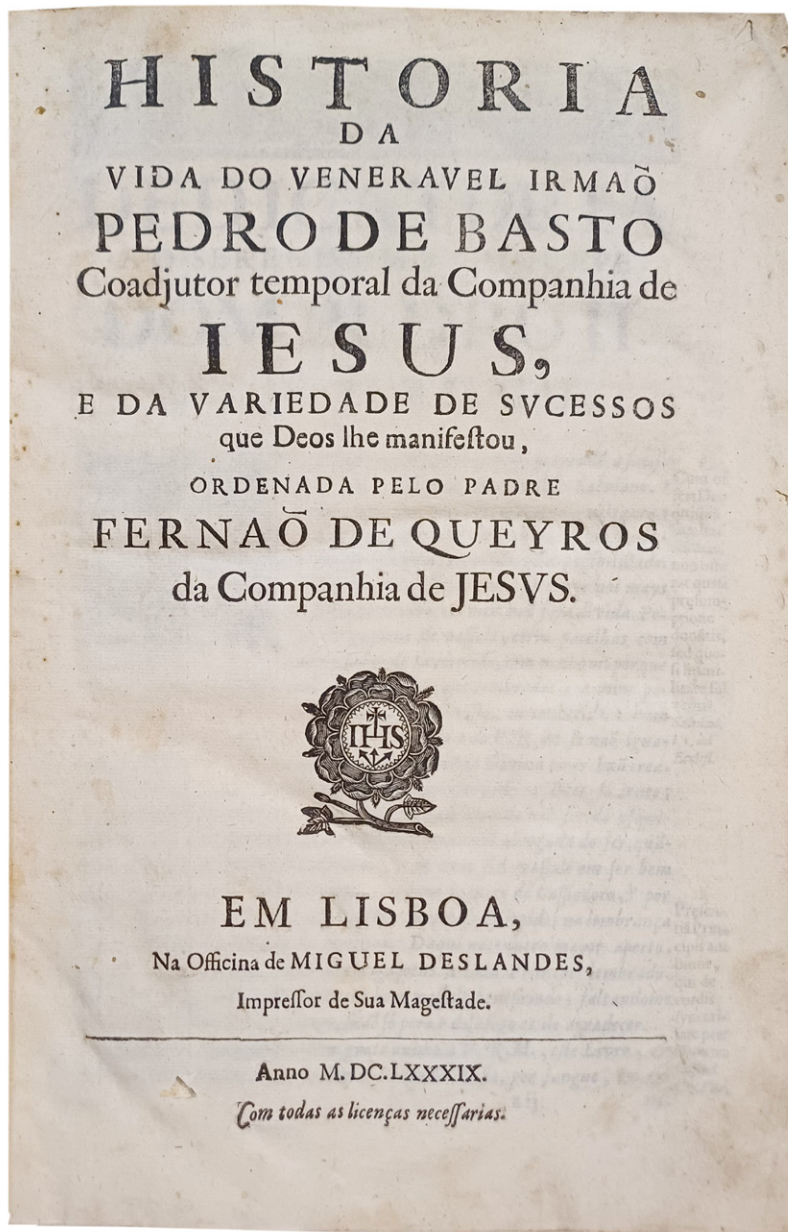 HISTORIA
DA
VIDA DO VENERAVEL IRMAÕ
PEDRO DE BASTO
Coadjutor temporal da Companhia de
IESUS,
E DA VARIEDADE DE SVCESSOS
que Deos lhe manifeſtou,
ORDENADA PELO PADRE
FERNAÕ DE QUEYROS
da Companhia de JESVS.
IHS
EM LISBOA,
Na Officina de MIGUEL DESLANDES,
Impreſſor de Sua Mageſtade.
Anno M. DC. LXXXIX.
Com todas as licenças neceſſarias.